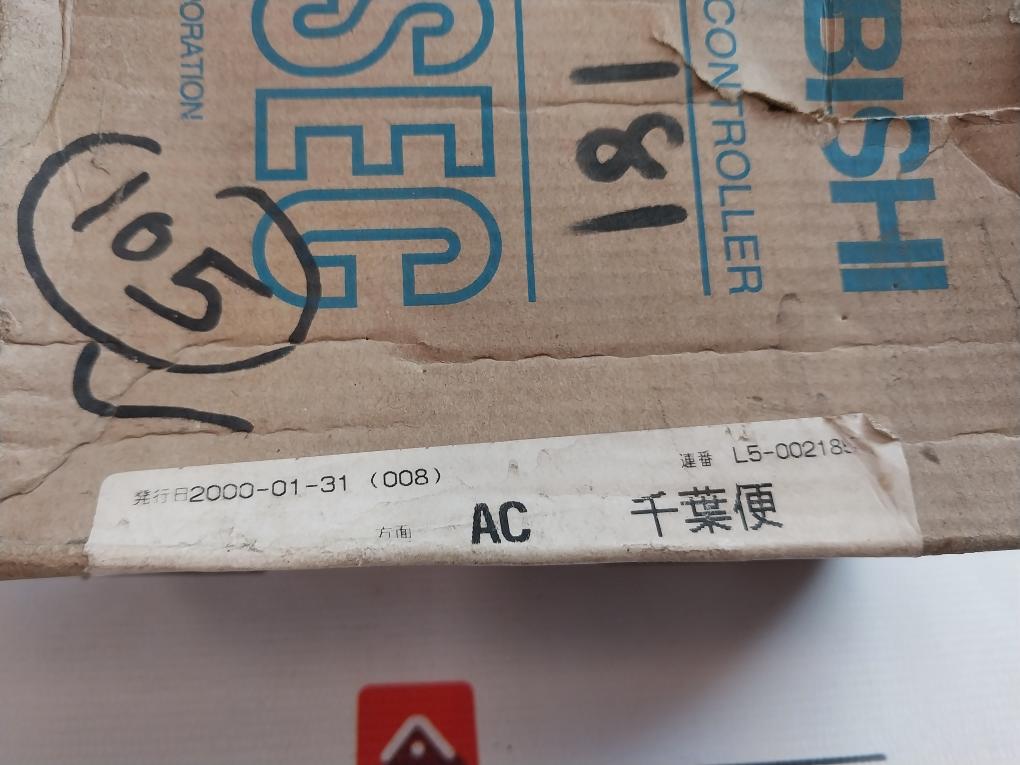 BISHI
CONTROLLER
181
SEC
PORATION
105
発行日2000-01-31 (008)
連番 L5-00218
方面 AC 千葉便